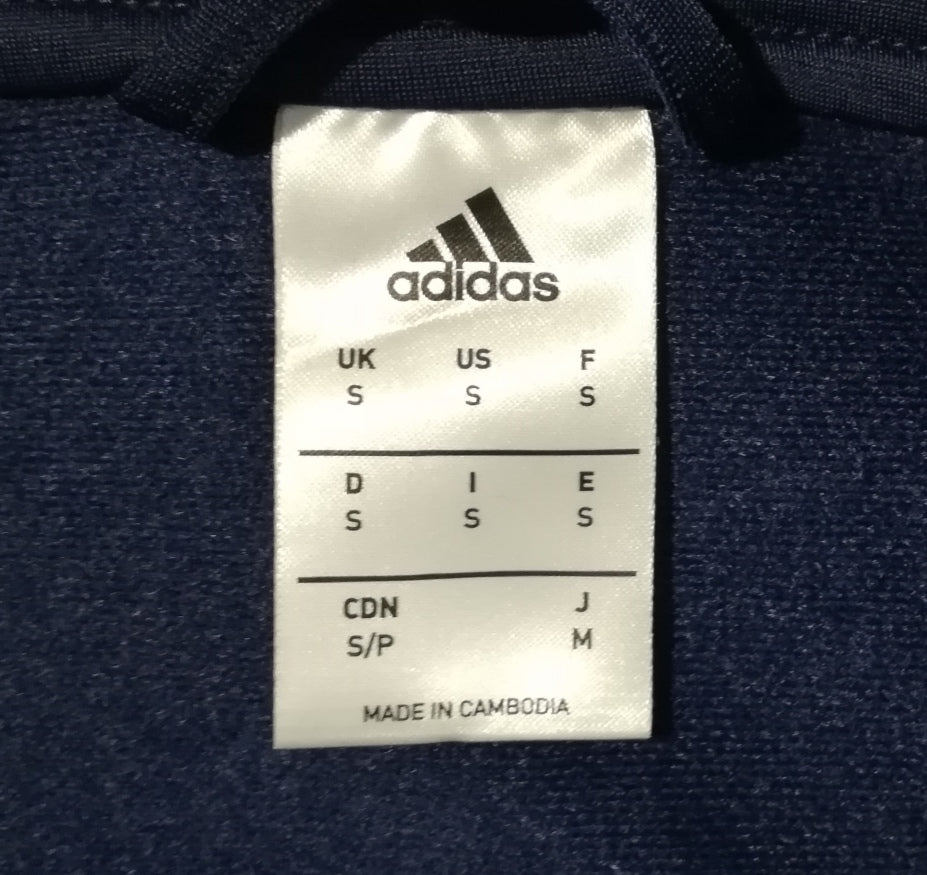 adidas
UK US F
S S S
D I E
S S S
CDN J
S/P M
MADE IN CAMBODIA